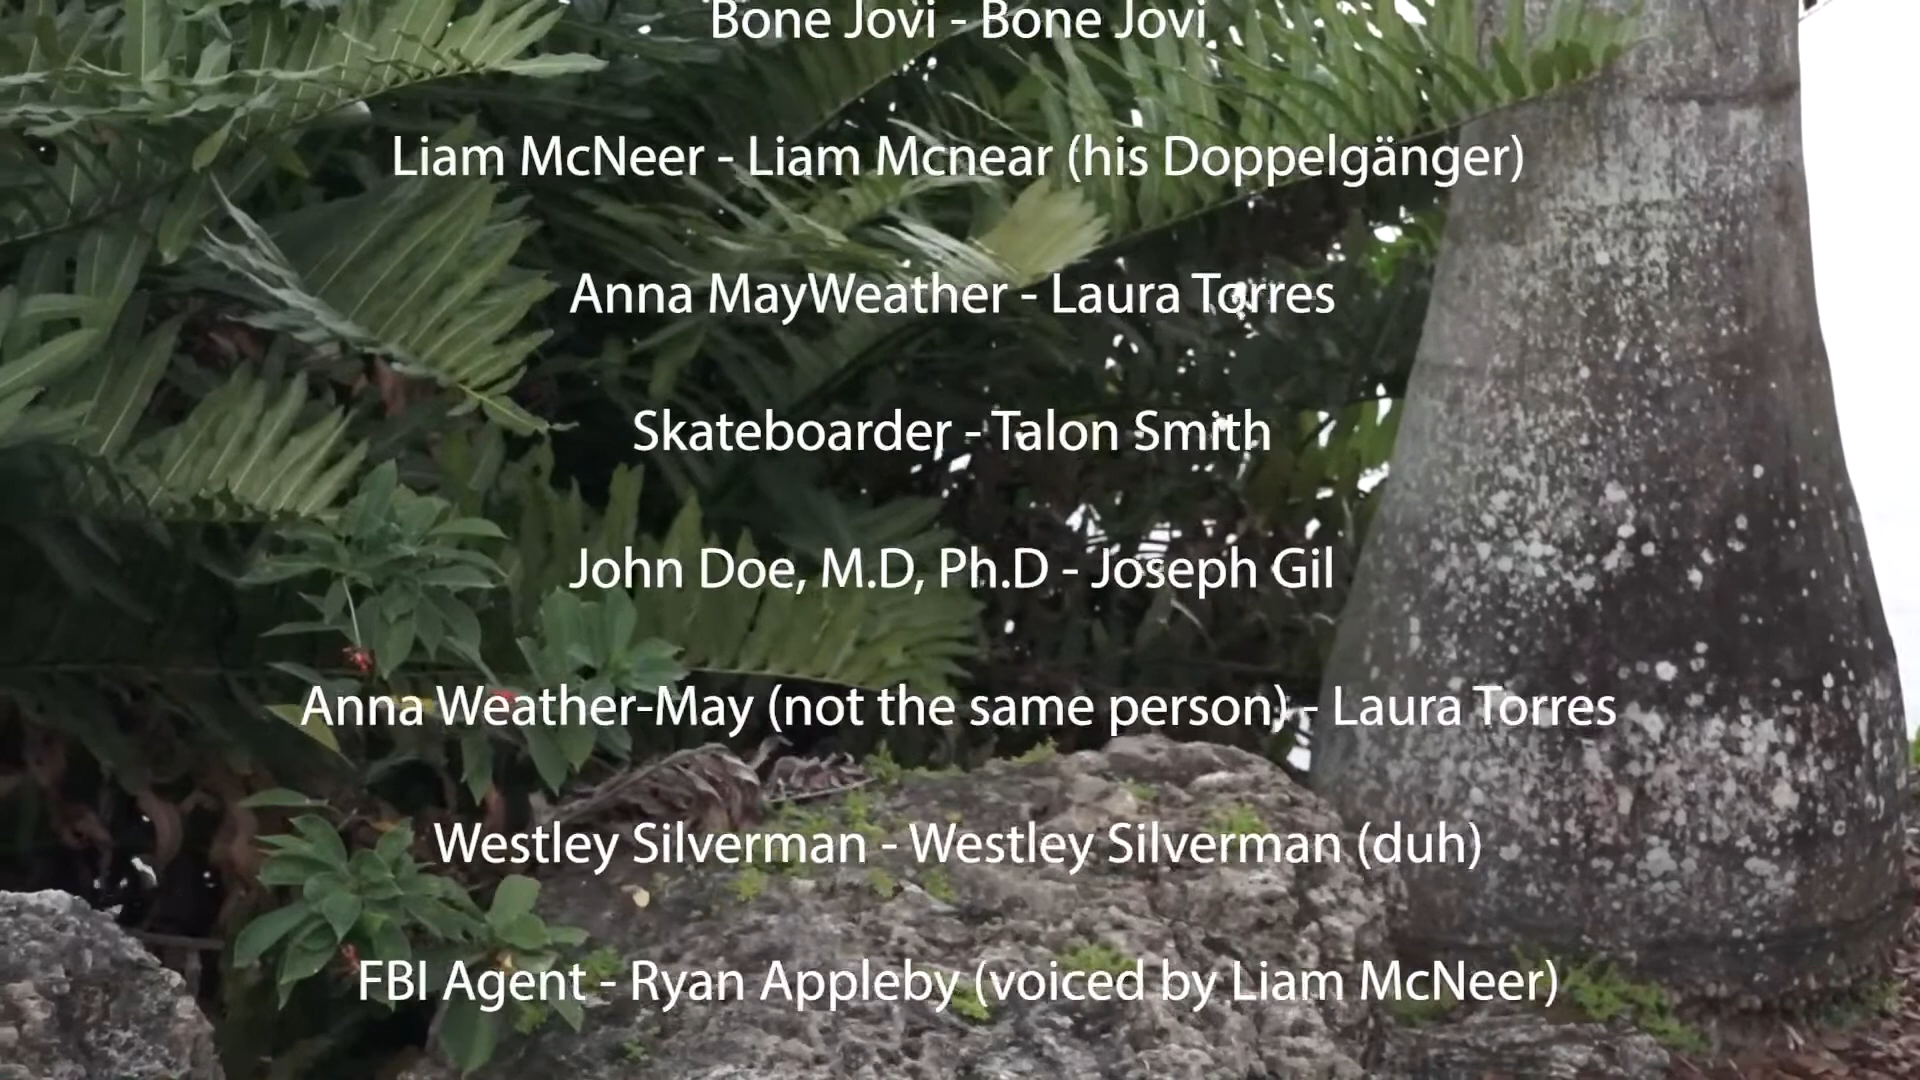 Bone Jovi - Bone Jovi
Liam McNeer - Liam Mcnear (his Doppelgänger)
Anna MayWeather - Laura Torres
Skateboarder - Talon Smith
John Doe, M.D, Ph.D - Joseph Gil
Anna Weather-May (not the same person) - Laura Torres
Westley Silverman - Westley Silverman (duh)
FBI Agent - Ryan Appleby (voiced by Liam McNeer)